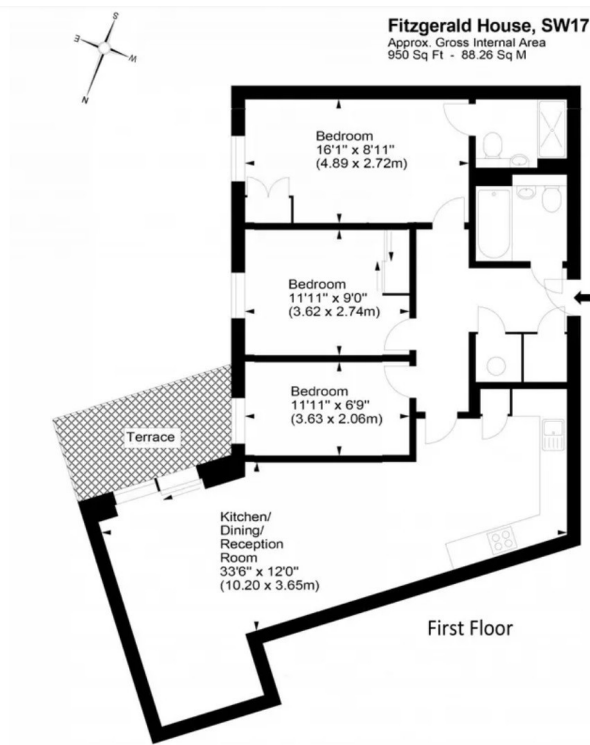 Fitzgerald House, SW17
Approx. Gross Internal Area
950 Sq Ft - 88.26 Sq M
S
E
W
N
Bedroom
16'1" x 8'11"
(4.89 x 2.72m)
Bedroom
11'11" x 9'0"
(3.62 x 2.74m)
Bedroom
11'11" x 6'9"
(3.63 x 2.06m)
Terrace
Kitchen/
Dining/
Reception
Room
33'6" x 12'0"
(10.20 x 3.65m)
First Floor